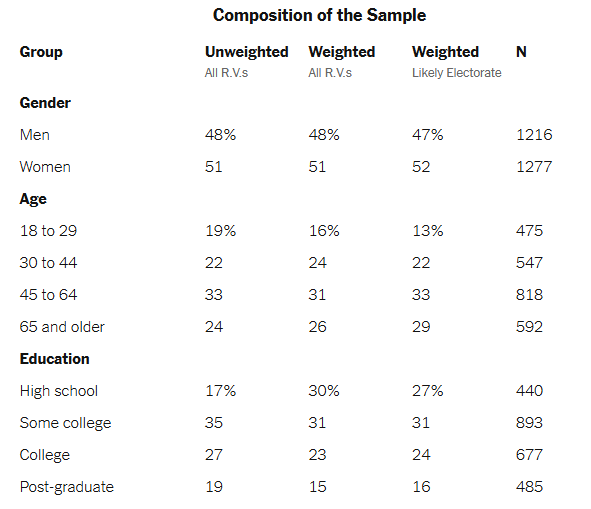 Composition of the Sample
Group Unweighted Weighted Weighted N
All R.V.s All R.V.s Likely Electorate
Gender
Men 48% 48% 47% 1216
Women 51 51 52 1277
Age
18 to 29 19% 16% 13% 475
30 to 44 22 24 22 547
45 to 64 33 31 33 818
65 and older 24 26 29 592
Education
High school 17% 30% 27% 440
Some college 35 31 31 893
College 27 23 24 677
Post-graduate 19 15 16 485